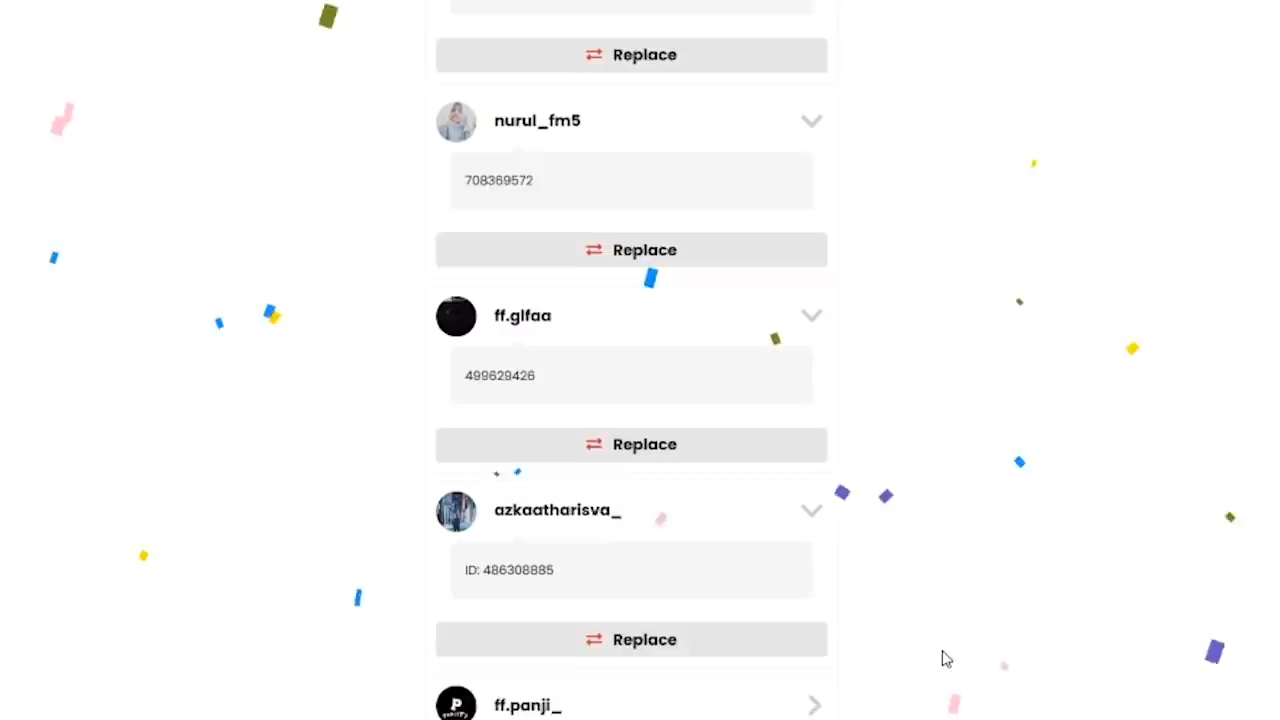 Replace
nurul_fm5
708369572
Replace
ff.glfaa
499629426
Replace
azkaatharisva_
ID: 486308885
Replace
ff.panji_
P